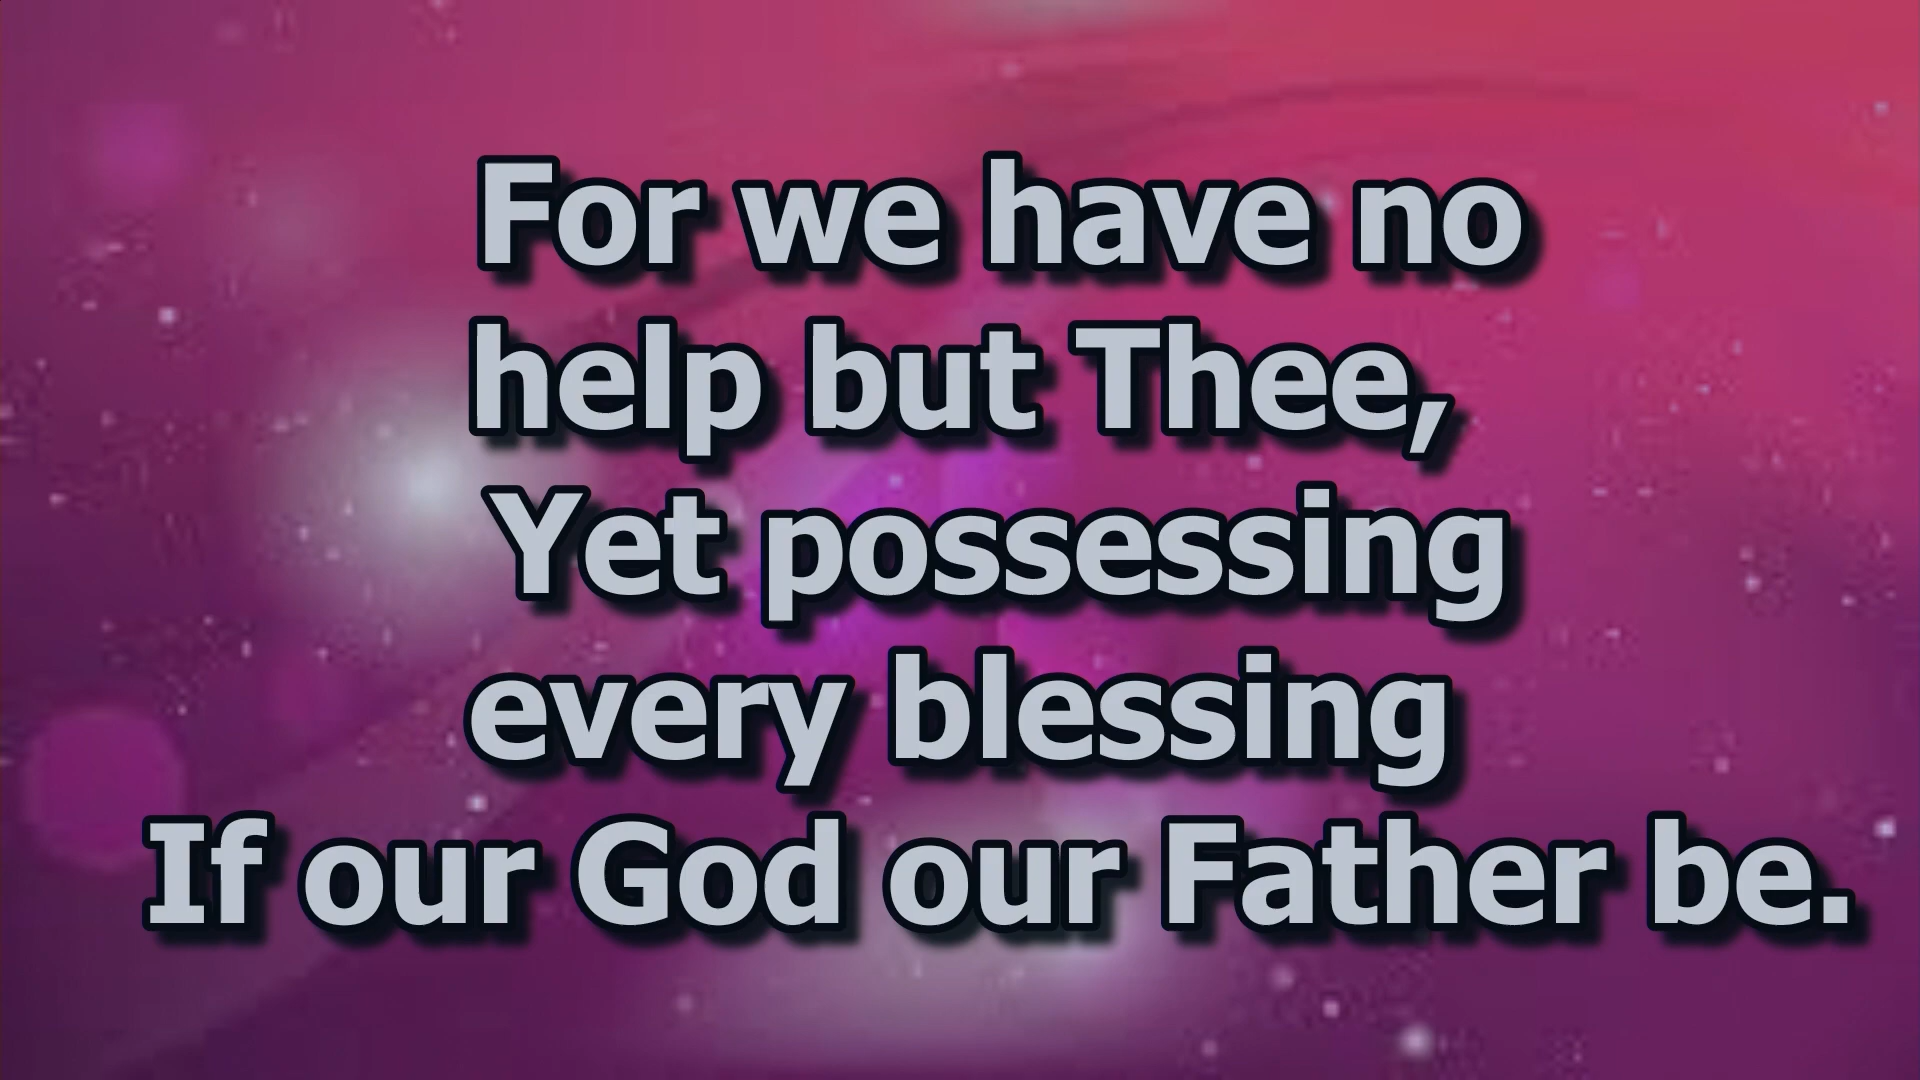 For we have no
help but Thee,
Yet possessing
every blessing
If our God our Father be.